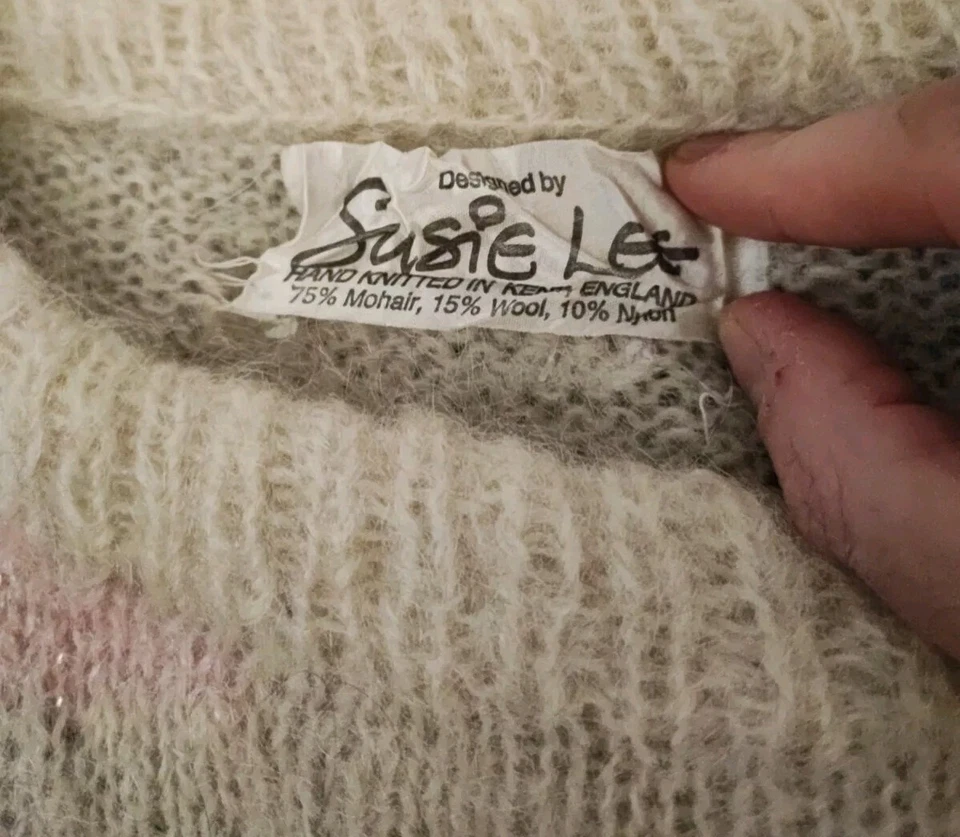 Designed by
Susie Lee
HAND KNITTED IN KENT, ENGLAND
75% Mohair, 15% Wool, 10% Nylon